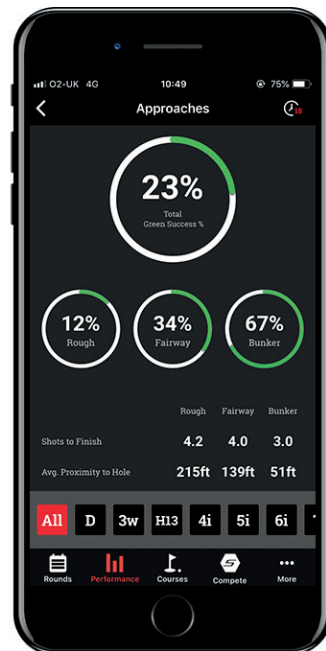 O2-UK 4G 10:49 75%
Approaches
10
23%
Total
Green Success %
12% 34% 67%
Rough Fairway Bunker
Rough Fairway Bunker
Shots to Finish 4.2 4.0 3.0
Avg. Proximity to Hole 215ft 139ft 51ft
All D 3w H13 4i 5i 6i
Rounds Performance Courses Compete More